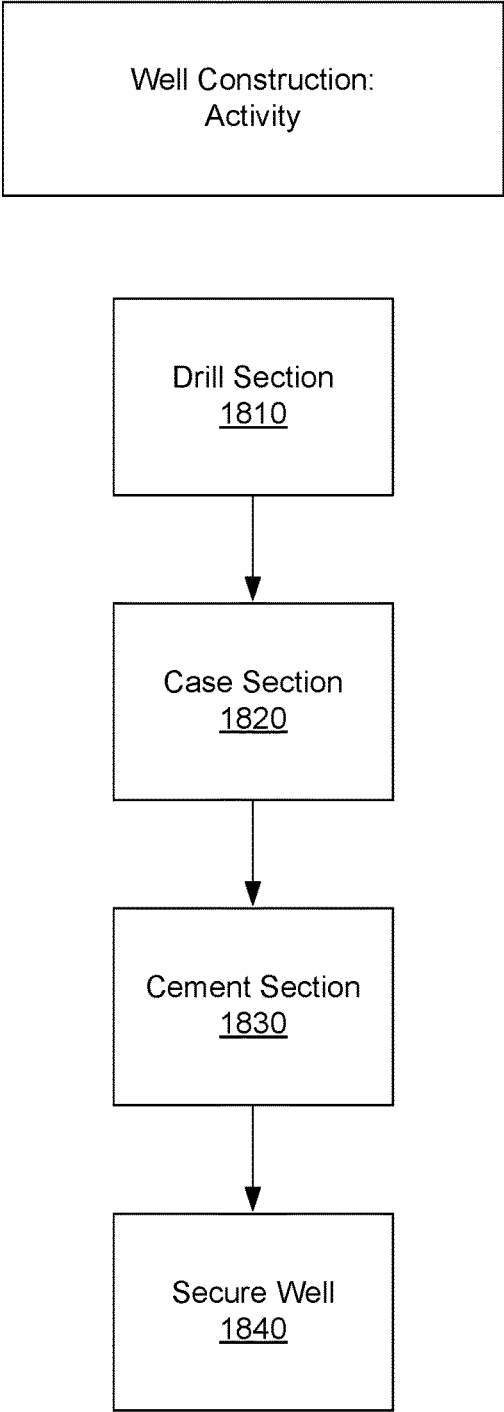 Well Construction:
Activity
Drill Section
1810
Case Section
1820
Cement Section
1830
Secure Well
1840